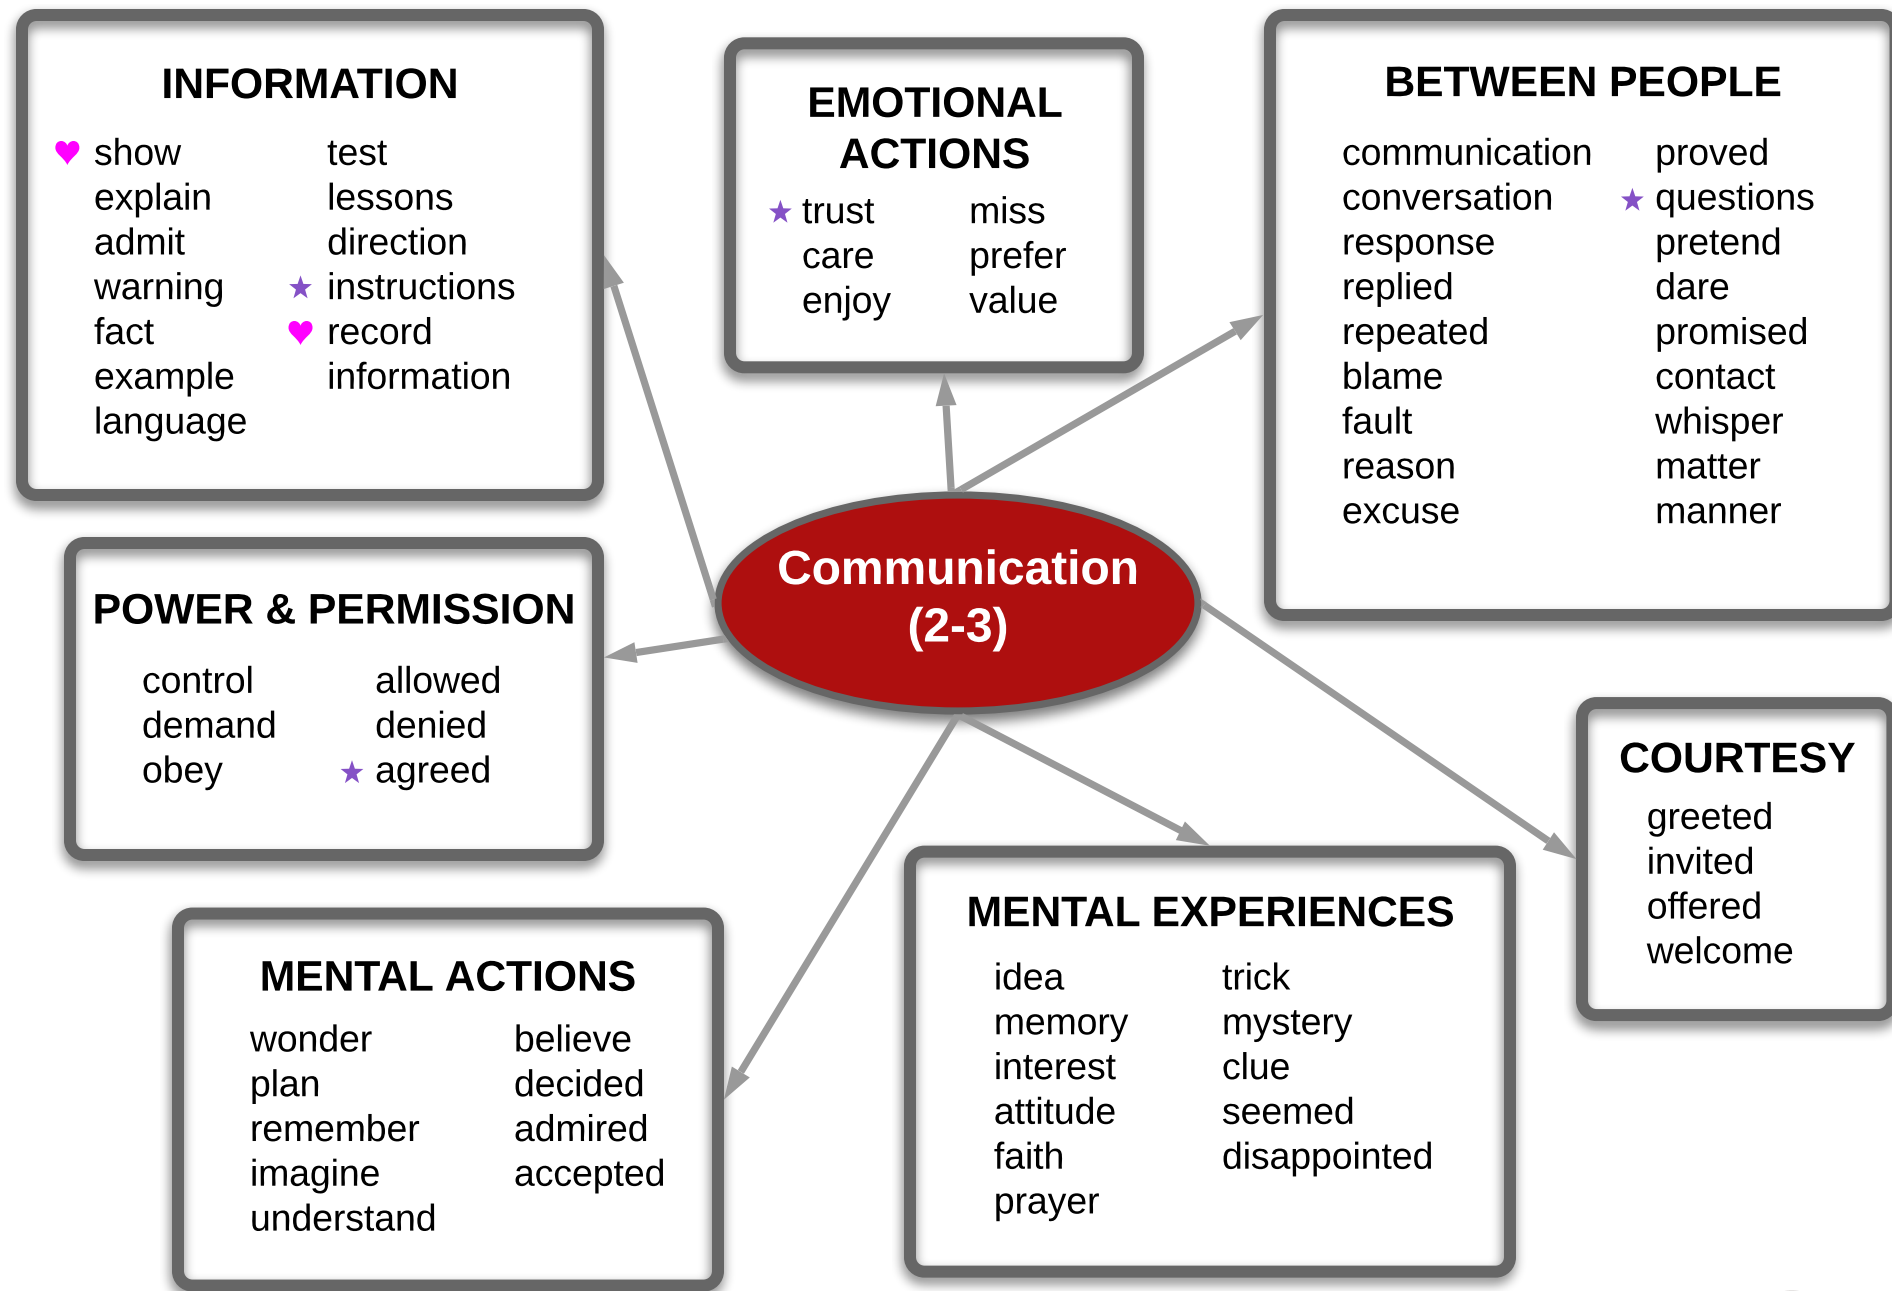 INFORMATION
show
explain
admit
warning
fact
example
language
test
lessons
direction
instructions
record
information
EMOTIONAL
ACTIONS
trust
care
enjoy
miss
prefer
value
BETWEEN PEOPLE
communication
conversation
response
replied
repeated
blame
fault
reason
excuse
proved
questions
pretend
dare
promised
contact
whisper
matter
manner
Communication
(2-3)
POWER & PERMISSION
control
demand
obey
allowed
denied
agreed
COURTESY
greeted
invited
offered
welcome
MENTAL ACTIONS
wonder
plan
remember
imagine
understand
believe
decided
admired
accepted
MENTAL EXPERIENCES
idea
memory
interest
attitude
faith
prayer
trick
mystery
clue
seemed
disappointed